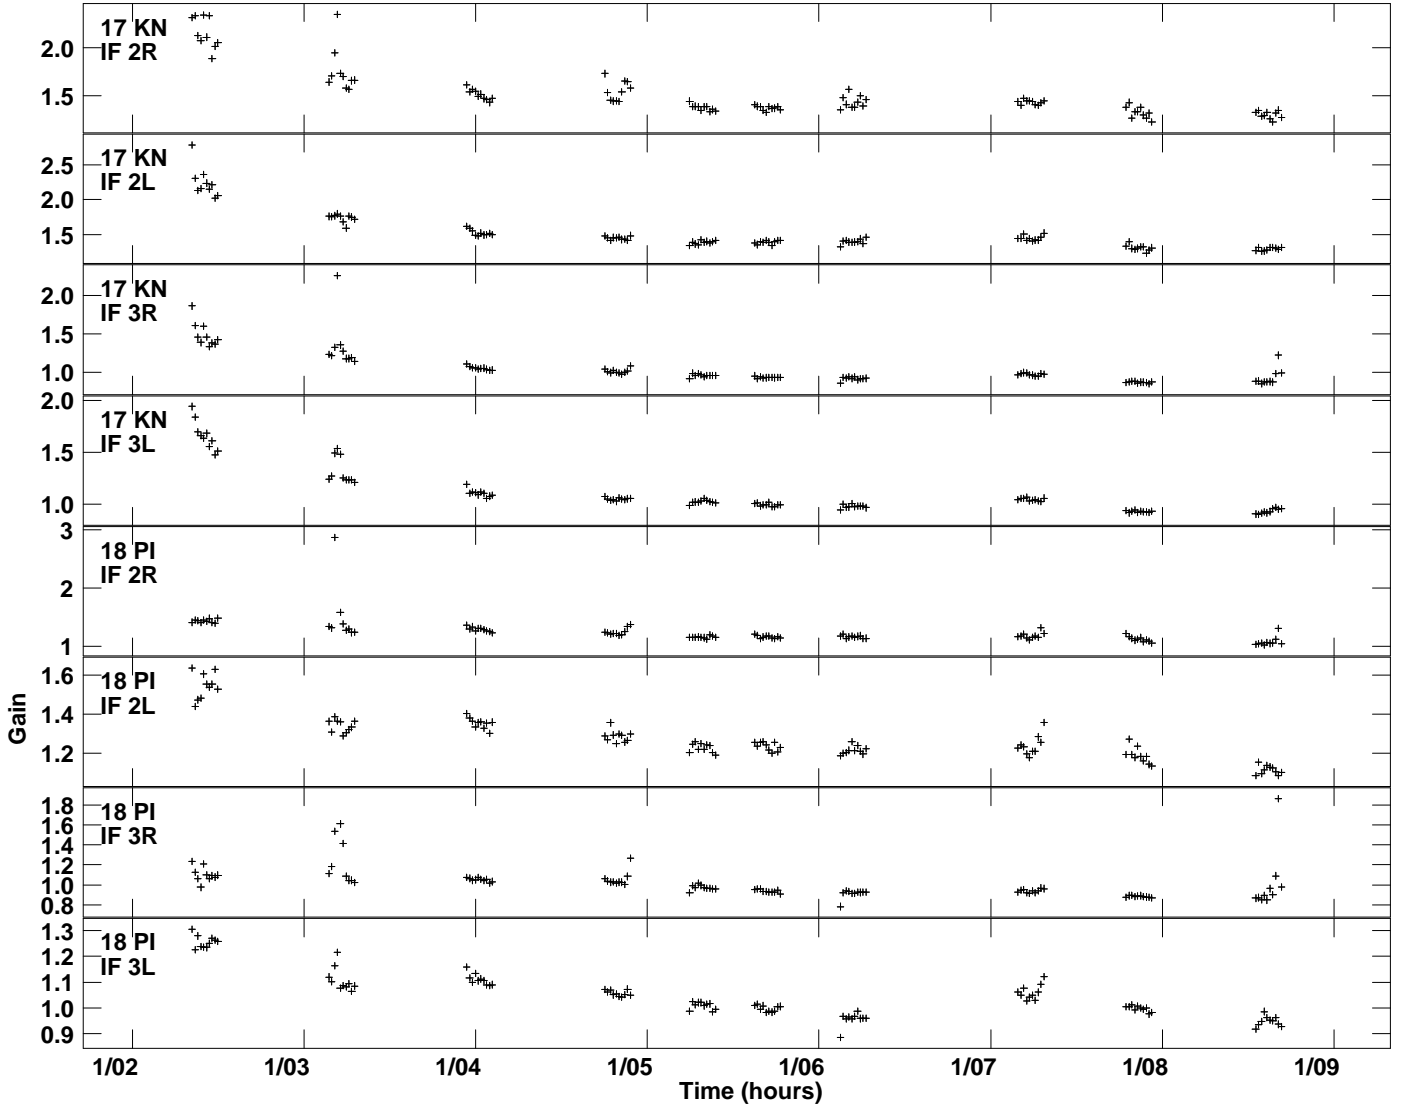 17 KN
IF 2R
2.0
1.5
17 KN
IF 2L
2.5
2.0
1.5
17 KN
IF 3R
2.0
1.5
1.0
17 KN
IF 3L
2.0
1.5
1.0
18 PI
IF 2R
3
2
1
18 PI
IF 2L
1.6
1.4
1.2
Gain
18 PI
IF 3R
1.8
1.6
1.4
1.2
1.0
0.8
18 PI
IF 3L
1.3
1.2
1.1
1.0
0.9
1/02 1/03 1/04 1/05 1/06 1/07 1/08 1/09
Time (hours)